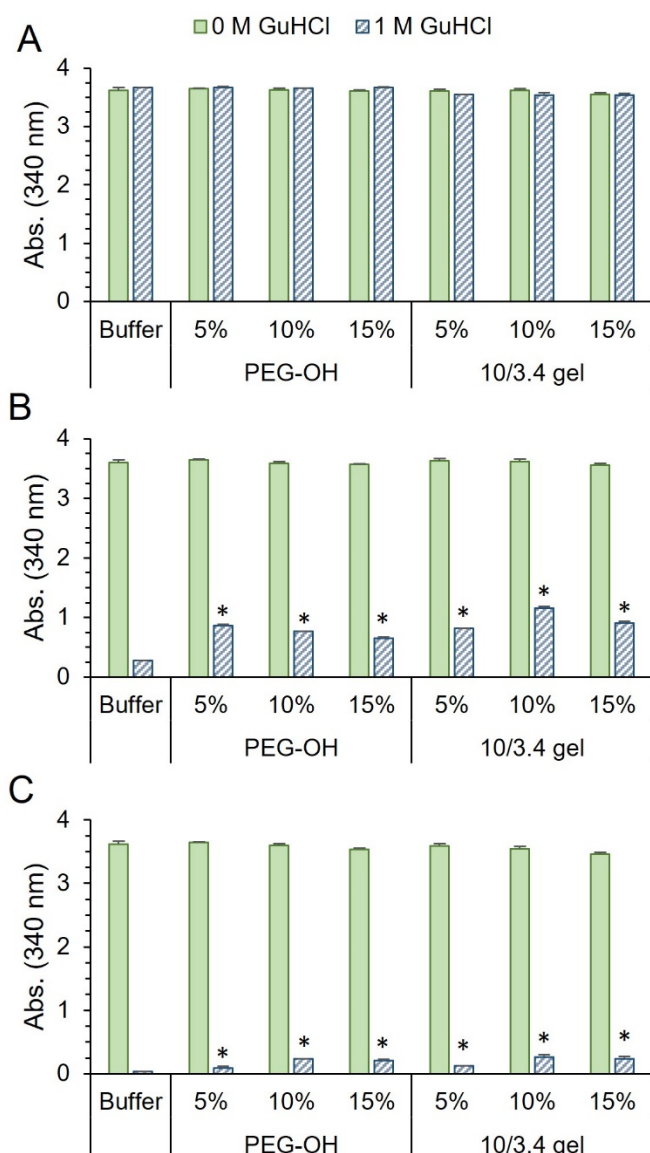 0 M GuHCl 1 M GuHCl
A
4
3
2
1
0
Abs. (340 nm)
Buffer 5% 10% 15% 5% 10% 15%
PEG-OH 10/3.4 gel
B
4
3
2
1
0
Abs. (340 nm)
* * * * * *
Buffer 5% 10% 15% 5% 10% 15%
PEG-OH 10/3.4 gel
C
4
3
2
1
0
Abs. (340 nm)
* * * * * *
Buffer 5% 10% 15% 5% 10% 15%
PEG-OH 10/3.4 gel